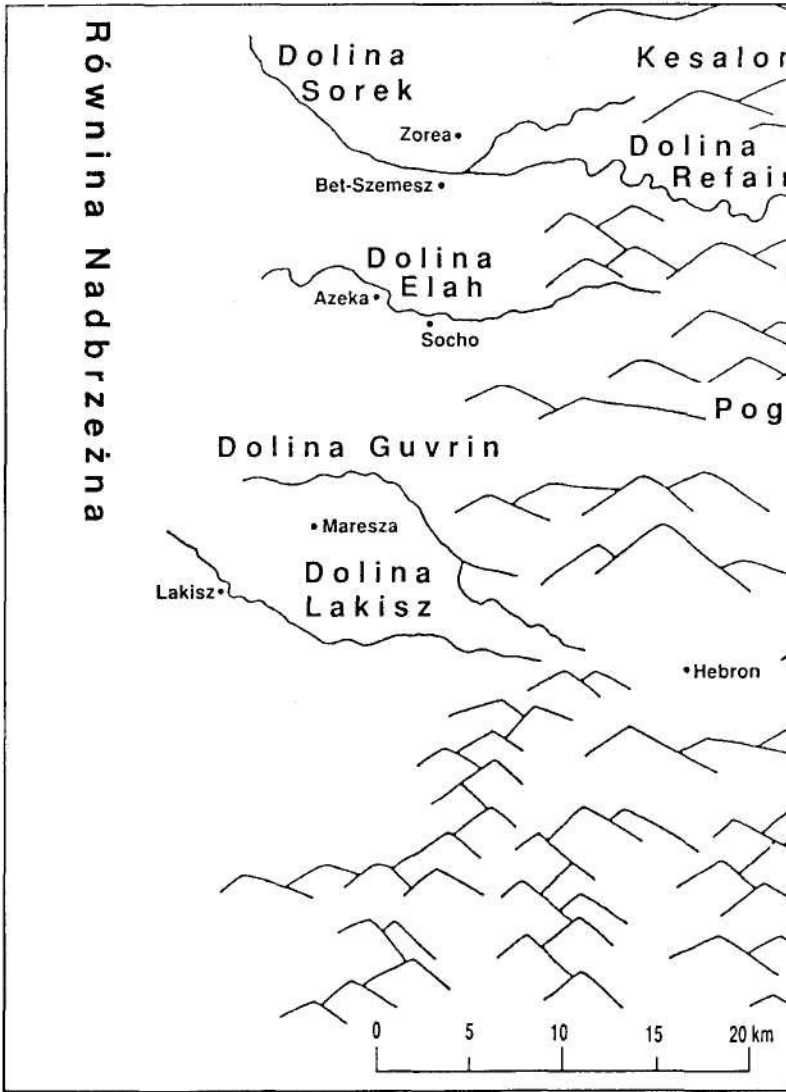 Równina Nadbrzeżna
Dolina
Sorek
Kesalon
Zorea
Dolina
Refaim
Bet-Szemesz
Dolina
Elah
Azeka
Socho
Pog
Dolina Guvrin
Maresza
Dolina
Lakisz
Lakisz
Hebron
0 5 10 15 20 km